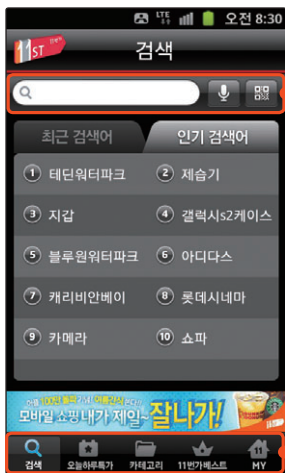 LTE 오전 8:30
11ST 검색
최근 검색어 인기 검색어
1 테딘워터파크 2 제습기
3 지갑 4 갤럭시s2케이스
5 블루원워터파크 6 아디다스
7 캐리비안베이 8 롯데시네마
9 카메라 10 쇼파
모바일 쇼핑 내가 제일~ 잘나가!
검색 오늘하루특가 카테고리 11번가베스트 11 MY